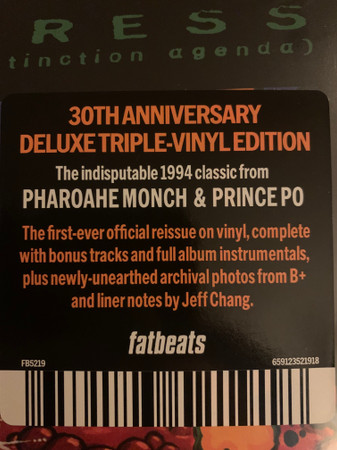 RESS
tinction agenda)
30TH ANNIVERSARY
DELUXE TRIPLE-VINYL EDITION
The indisputable 1994 classic from
PHAROAHE MONCH & PRINCE PO
The first-ever official reissue on vinyl, complete
with bonus tracks and full album instrumentals,
plus newly-unearthed archival photos from B+
and liner notes by Jeff Chang.
fatbeats
FB5219 659123521918